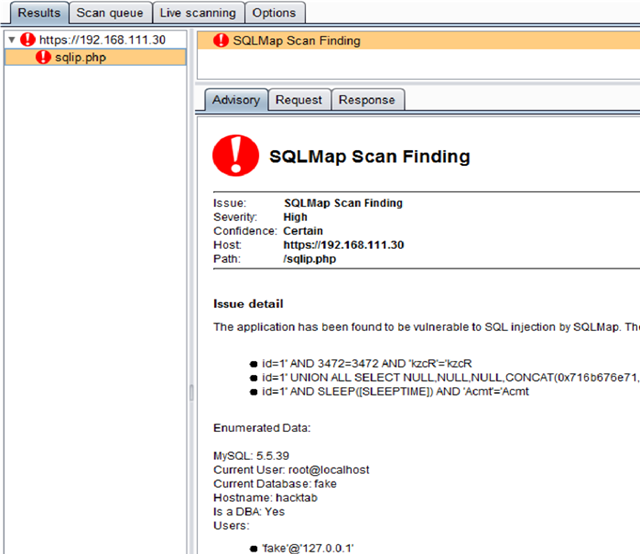 Results Scan queue Live scanning Options
https://192.168.111.30
sqlip.php
SQLMap Scan Finding
Advisory Request Response
SQLMap Scan Finding
Issue: SQLMap Scan Finding
Severity: High
Confidence: Certain
Host: https://192.168.111.30
Path: /sqlip.php
Issue detail
The application has been found to be vulnerable to SQL injection by SQLMap. The
id=1' AND 3472=3472 AND 'kzcR'='kzcR
id=1' UNION ALL SELECT NULL,NULL,NULL,CONCAT(0x716b676e71,
id=1' AND SLEEP([SLEEPTIME]) AND 'Acmt'='Acmt
Enumerated Data:
MySQL: 5.5.39
Current User: root@localhost
Current Database: fake
Hostname: hacktab
Is a DBA: Yes
Users:
'fake'@'127.0.0.1'